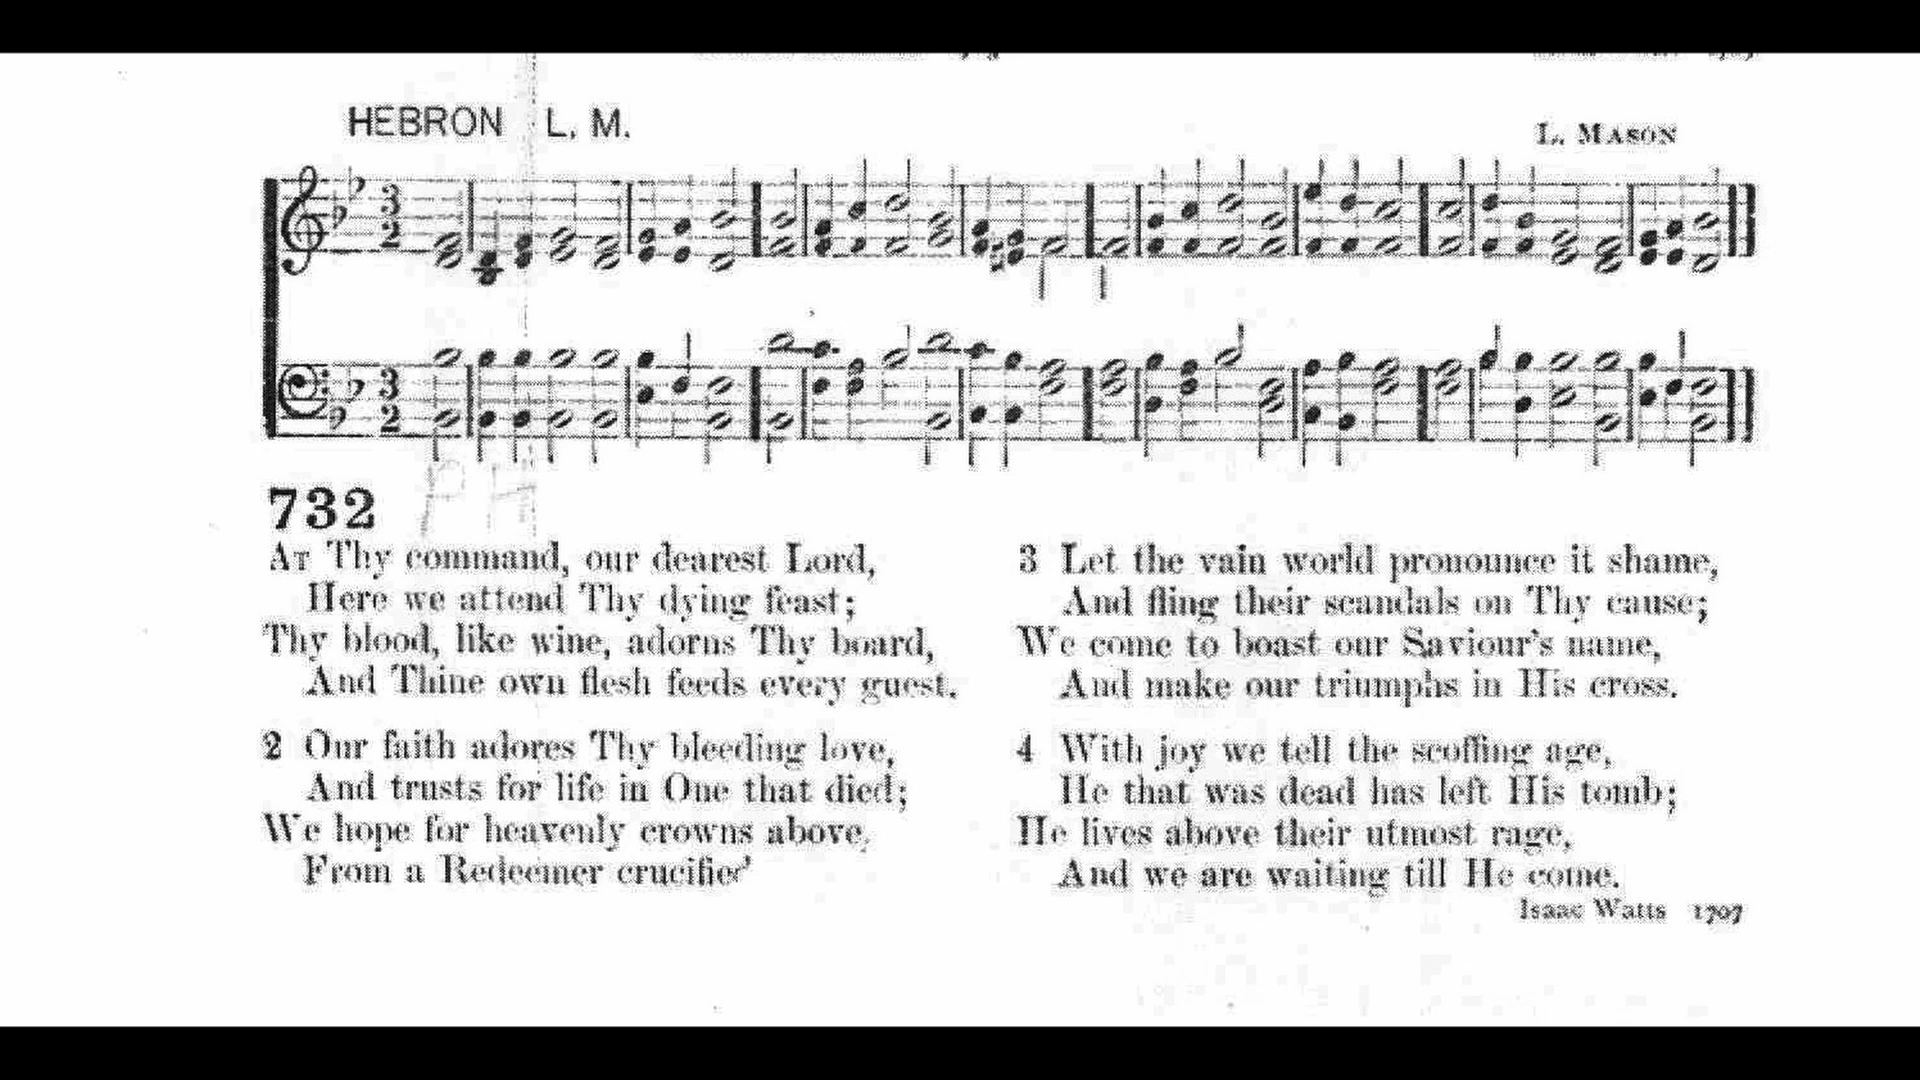 HEBRON L. M.
L. MASON
3 2
3 2
P H
732
AT Thy command, our dearest Lord,
Here we attend Thy dying feast;
Thy blood, like wine, adorns Thy board,
And Thine own flesh feeds every guest.
2 Our faith adores Thy bleeding love,
And trusts for life in One that died;
We hope for heavenly crowns above,
From a Redeemer crucified
3 Let the vain world pronounce it shame,
And fling their scandals on Thy cause;
We come to boast our Saviour's name,
And make our triumphs in His cross.
4 With joy we tell the scoffing age,
He that was dead has left His tomb;
He lives above their utmost rage,
And we are waiting till He come.
Isaac Watts 1707